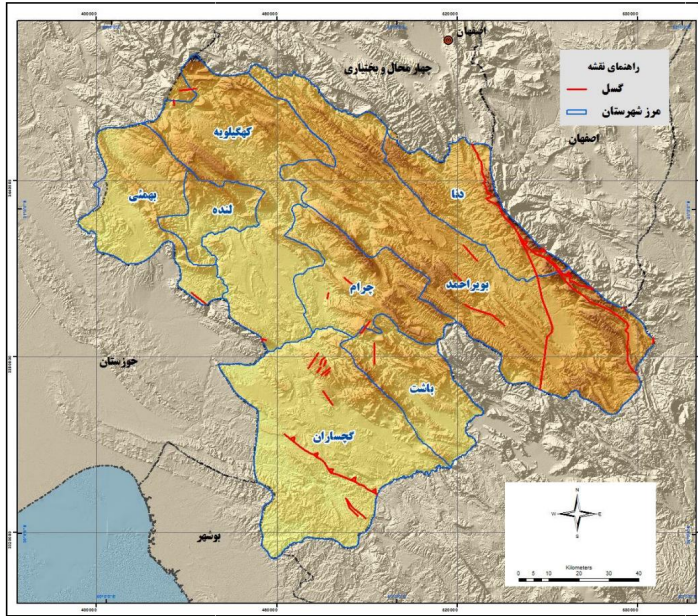 اصفهان
چهار محال و بختیاری
راهنمای نقشه
گسل
مرز شهرستان
اصفهان
کهگیلویه
دنا
بهمئی
لنده
چرام
بویراحمد
خوزستان
باشت
گچساران
بوشهر
N
W E
S
Kilometers
0 5 10 20 30 40